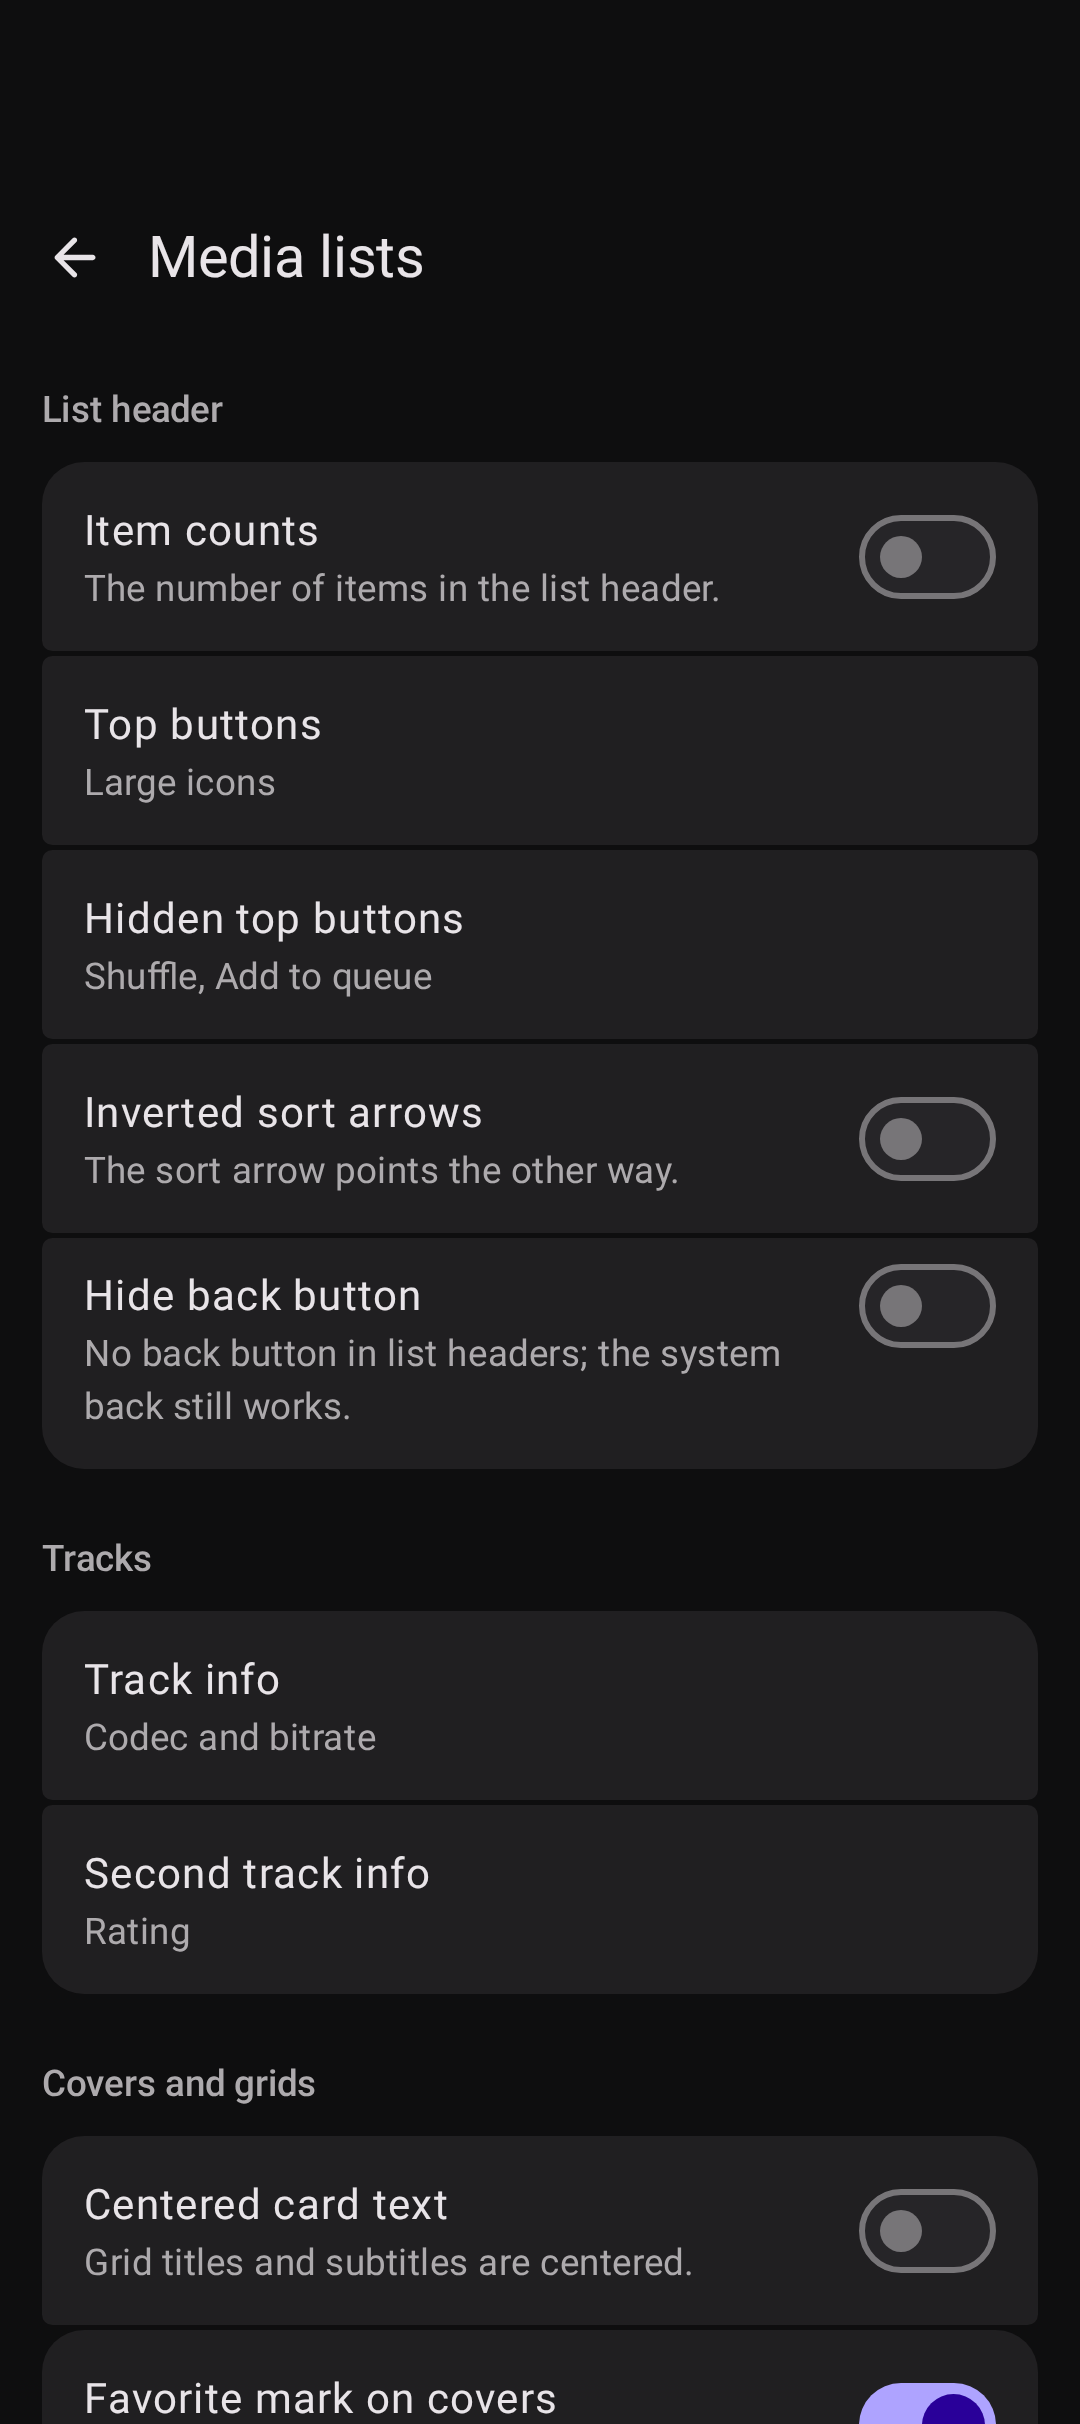 Media lists
List header
Item counts
The number of items in the list header.
Top buttons
Large icons
Hidden top buttons
Shuffle, Add to queue
Inverted sort arrows
The sort arrow points the other way.
Hide back button
No back button in list headers; the system
back still works.
Tracks
Track info
Codec and bitrate
Second track info
Rating
Covers and grids
Centered card text
Grid titles and subtitles are centered.
Favorite mark on covers